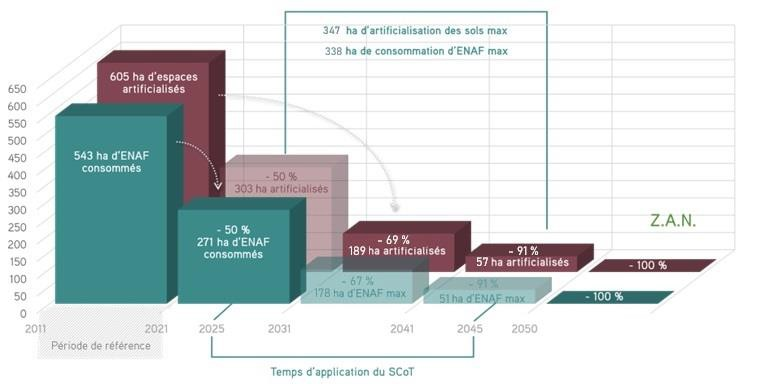 347 ha d'artificialisation des sols max
338 ha de consommation d'ENAF max
650
600
550
500
450
400
350
300
250
200
150
100
50
0
605 ha d'espaces
artificialisés
543 ha d'ENAF
consommés
- 50 %
303 ha artificialisés
- 50 %
271 ha d'ENAF
consommés
- 69 %
189 ha artificialisés
- 67 %
178 ha d'ENAF max
- 91 %
57 ha artificialisés
- 91 %
51 ha d'ENAF max
Z.A.N.
- 100 %
- 100 %
2011
2021
2025
2031
2041
2045
2050
Période de référence
Temps d'application du SCoT